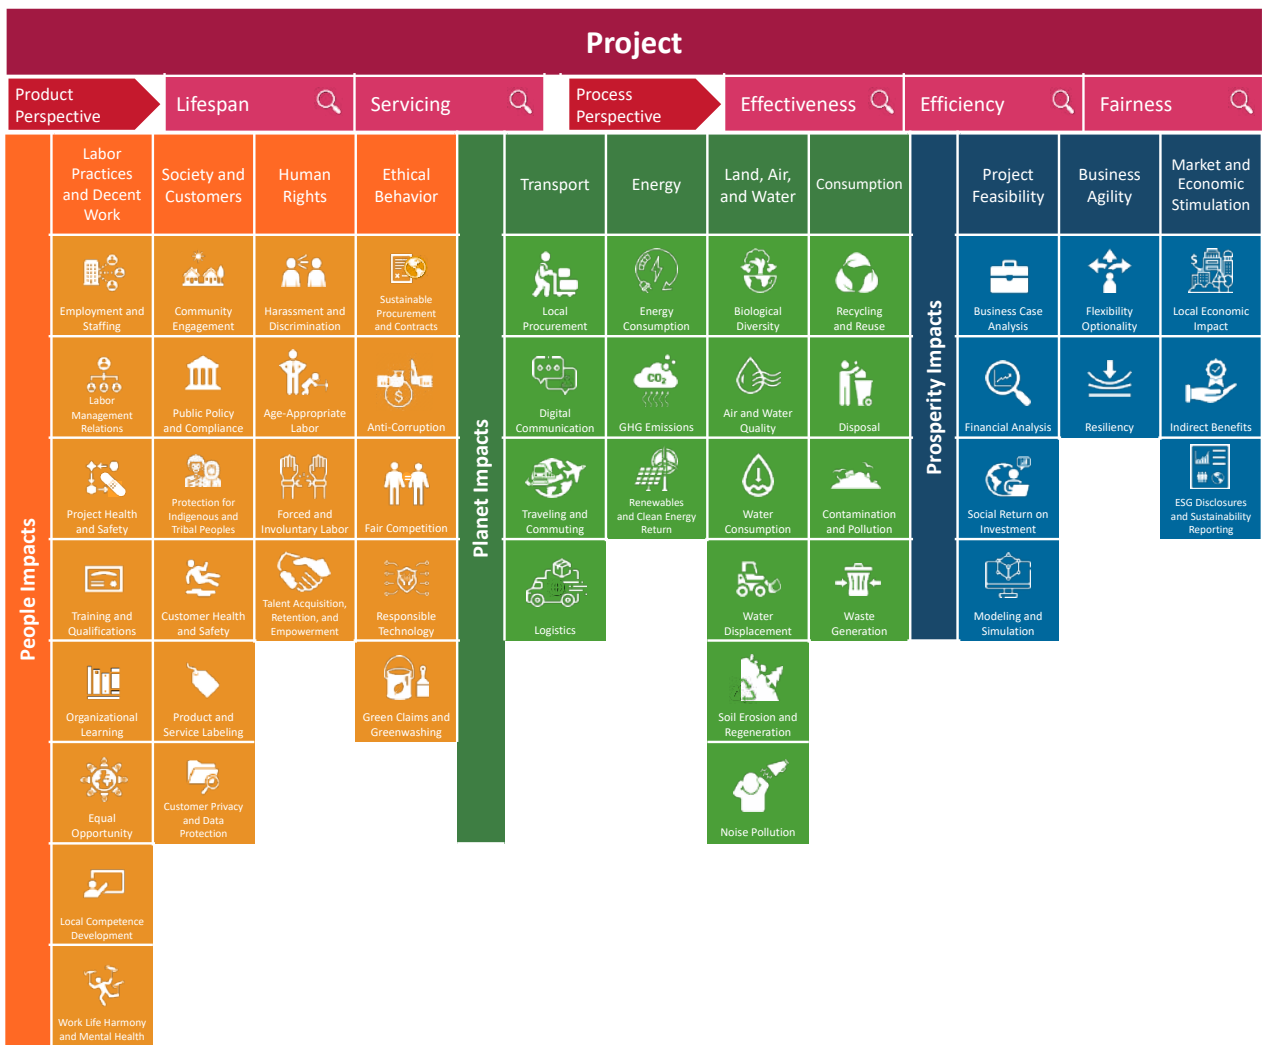 Project
Product
Perspective
Lifespan
Servicing
Process
Perspective
Effectiveness
Efficiency
Fairness
People Impacts
Labor
Practices
and Decent
Work
Employment and
Staffing
Labor
Management
Relations
Project Health
and Safety
Training and
Qualifications
Organizational
Learning
Equal
Opportunity
Local Competence
Development
Work Life Harmony
and Mental Health
Society and
Customers
Community
Engagement
Public Policy
and Compliance
Protection for
Indigenous and
Tribal Peoples
Customer Health
and Safety
Product and
Service Labeling
Customer Privacy
and Data
Protection
Human
Rights
Harassment and
Discrimination
Age-Appropriate
Labor
Forced and
Involuntary Labor
Talent Acquisition,
Retention, and
Empowerment
Ethical
Behavior
Sustainable
Procurement
and Contracts
$
Anti-Corruption
Fair Competition
Responsible
Technology
Green Claims and
Greenwashing
Planet Impacts
Transport
Local
Procurement
Digital
Communication
Traveling and
Commuting
Logistics
Energy
Energy
Consumption
CO2
GHG Emissions
Renewables
and Clean Energy
Return
Land, Air,
and Water
Biological
Diversity
Air and Water
Quality
Water
Consumption
Water
Displacement
Soil Erosion and
Regeneration
Noise Pollution
Consumption
Recycling
and Reuse
Disposal
Contamination
and Pollution
Waste
Generation
Prosperity Impacts
Project
Feasibility
Business Case
Analysis
Financial Analysis
Social Return on
Investment
Modeling and
Simulation
Business
Agility
Flexibility
Optionality
Resiliency
Market and
Economic
Stimulation
$
Local Economic
Impact
Indirect Benefits
ESG Disclosures
and Sustainability
Reporting